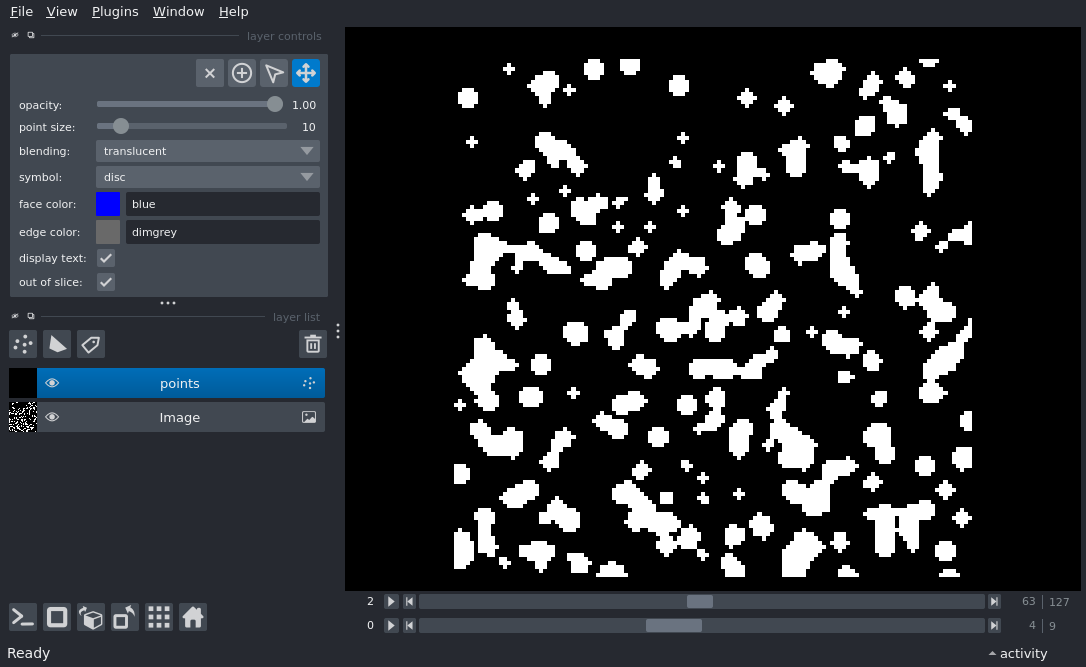 File View Plugins Window Help
layer controls
opacity: 1.00
point size: 10
blending: translucent
symbol: disc
face color: blue
edge color: dimgrey
display text:
out of slice:
layer list
points
Image
2 63 127
0 4 9
Ready activity